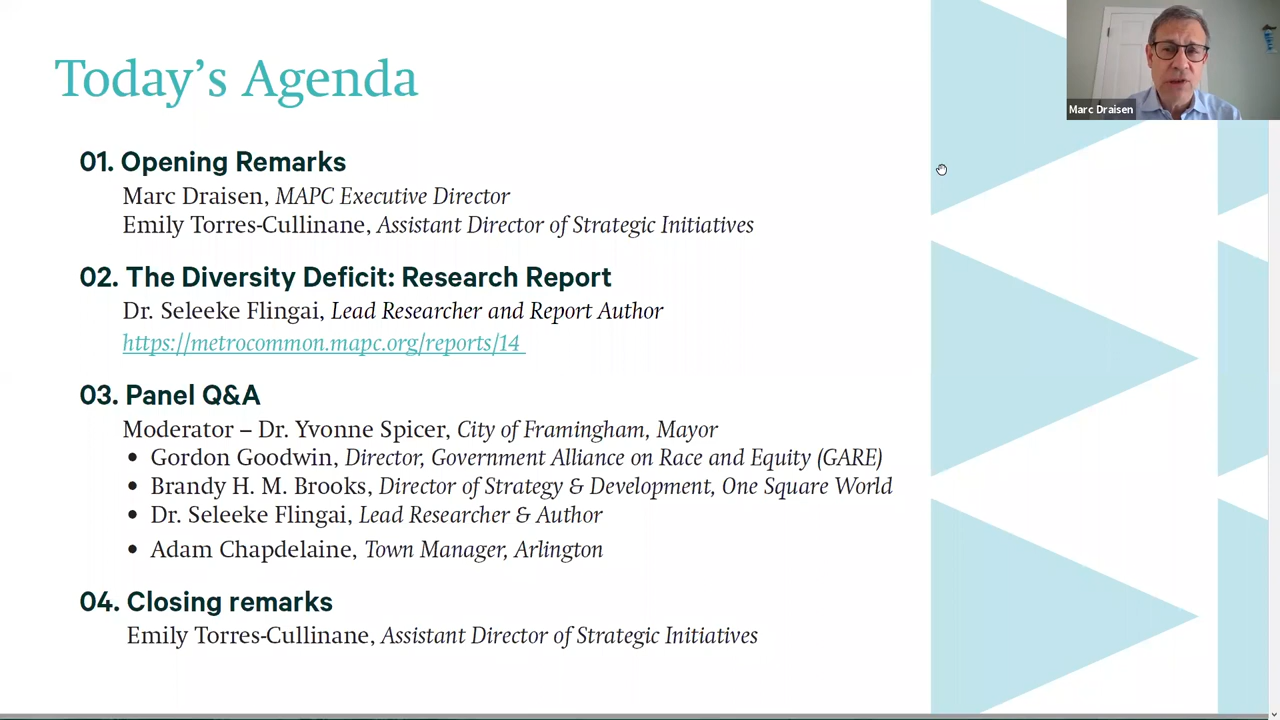 Today's Agenda
Marc Draisen
01. Opening Remarks
Marc Draisen, MAPC Executive Director
Emily Torres-Cullinane, Assistant Director of Strategic Initiatives
02. The Diversity Deficit: Research Report
Dr. Seleeke Flingai, Lead Researcher and Report Author
https://metrocommon.mapc.org/reports/14
03. Panel Q&A
Moderator – Dr. Yvonne Spicer, City of Framingham, Mayor
• Gordon Goodwin, Director, Government Alliance on Race and Equity (GARE)
• Brandy H. M. Brooks, Director of Strategy & Development, One Square World
• Dr. Seleeke Flingai, Lead Researcher & Author
• Adam Chapdelaine, Town Manager, Arlington
04. Closing remarks
Emily Torres-Cullinane, Assistant Director of Strategic Initiatives